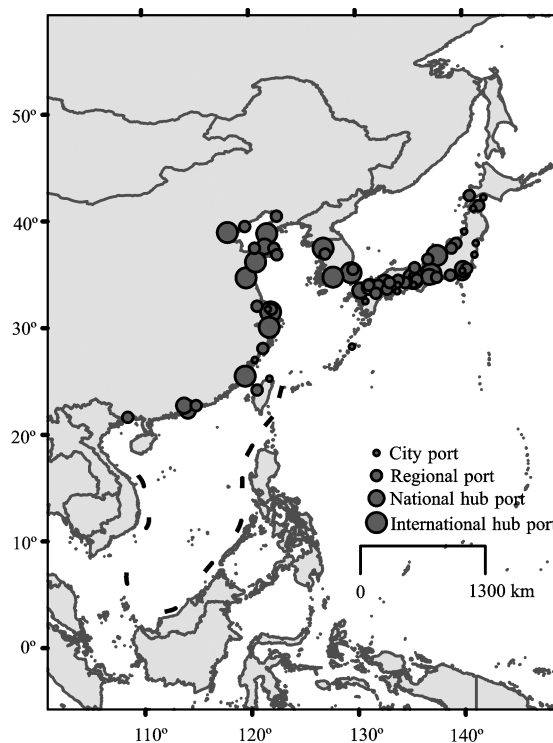 50º
40º
30º
20º
10º
0º
City port
Regional port
National hub port
International hub port
0 1300 km
110º 120º 130º 140º